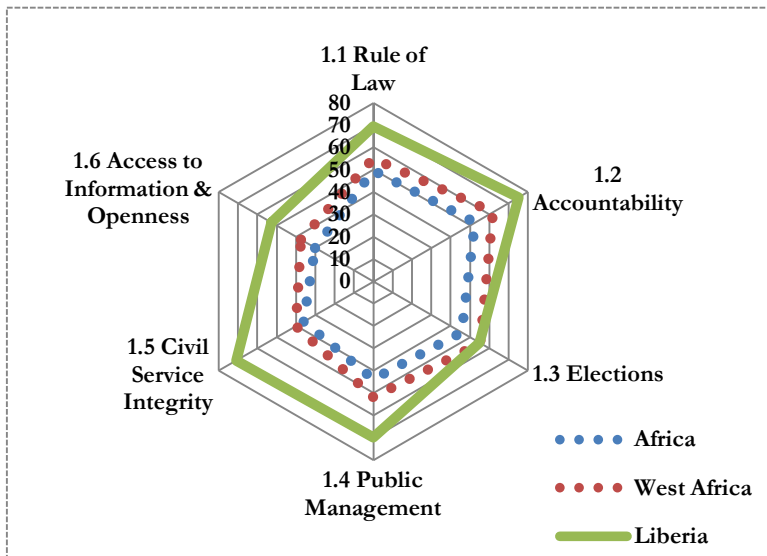 1.1 Rule of
Law
80
70
60
50
40
30
20
10
0
1.2
Accountability
1.3 Elections
1.4 Public
Management
1.5 Civil
Service
Integrity
1.6 Access to
Information &
Openness
Africa
West Africa
Liberia